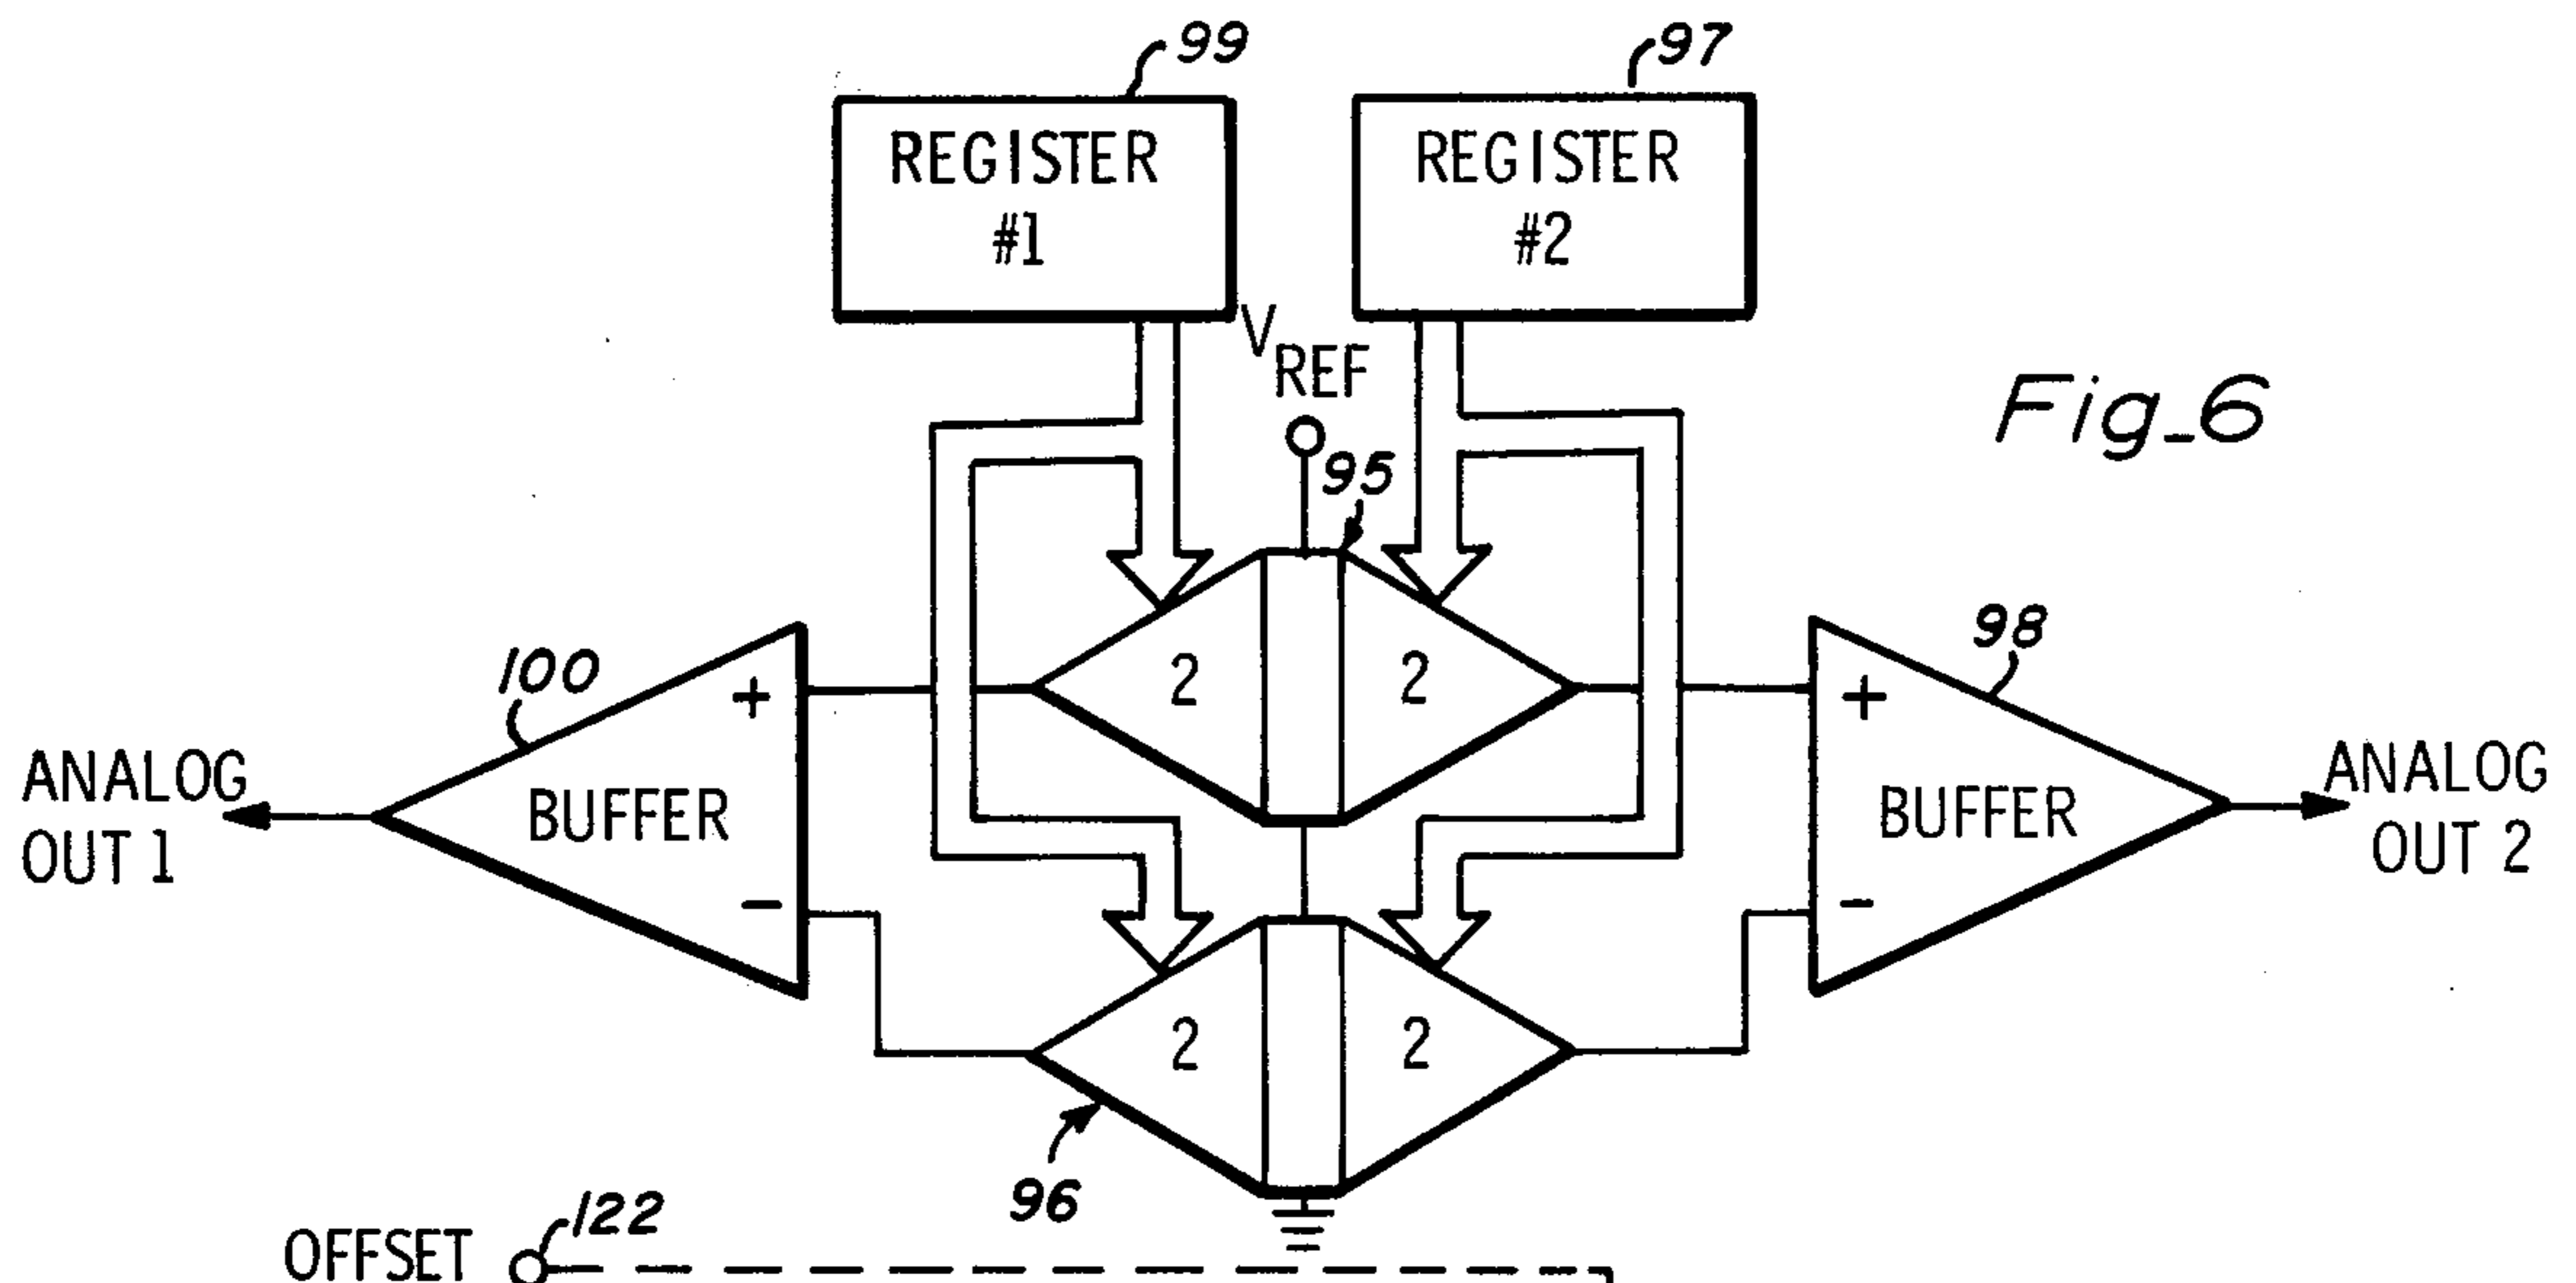 99
97
REGISTER
#1
REGISTER
#2
V
REF
Fig_6
95
2
2
100
+
BUFFER
-
98
+
BUFFER
-
ANALOG
OUT 1
ANALOG
OUT 2
2
2
96
122
OFFSET